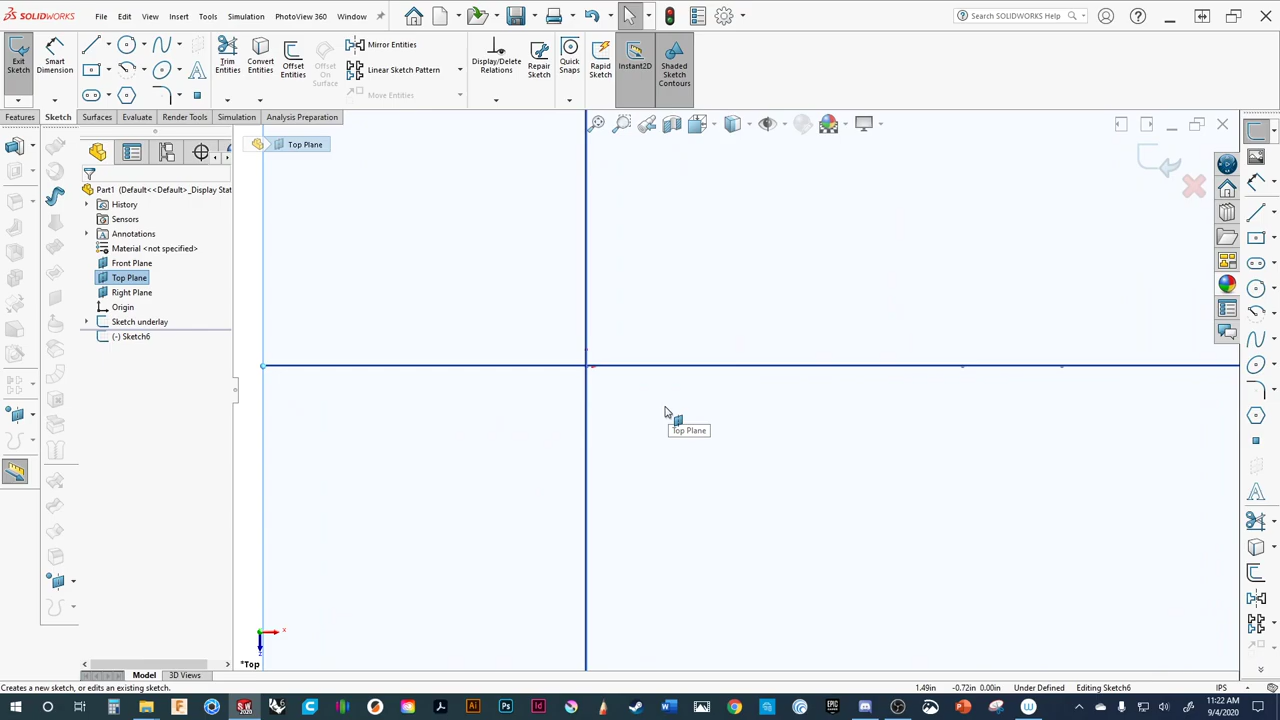 SOLIDWORKS File Edit View Insert Tools Simulation PhotoView 360 Window Search SOLIDWORKS Help
Exit Sketch
Smart Dimension
Trim Entities
Convert Entities
Offset Entities
Offset On Surface
Mirror Entities
Linear Sketch Pattern
Move Entities
Display/Delete Relations
Repair Sketch
Quick Snaps
Rapid Sketch
Instant2D
Shaded Sketch Contours
Features Sketch Surfaces Evaluate Render Tools Simulation Analysis Preparation
Top Plane
Part1 (Default<<Default>_Display Stat
History
Sensors
Annotations
Material <not specified>
Front Plane
Top Plane
Right Plane
Origin
Sketch underlay
(-) Sketch6
Top Plane
x
z
*Top
Model 3D Views
Creates a new sketch, or edits an existing sketch. 1.49in -0.72in 0.00in Under Defined Editing Sketch6 IPS
11:22 AM
9/4/2020